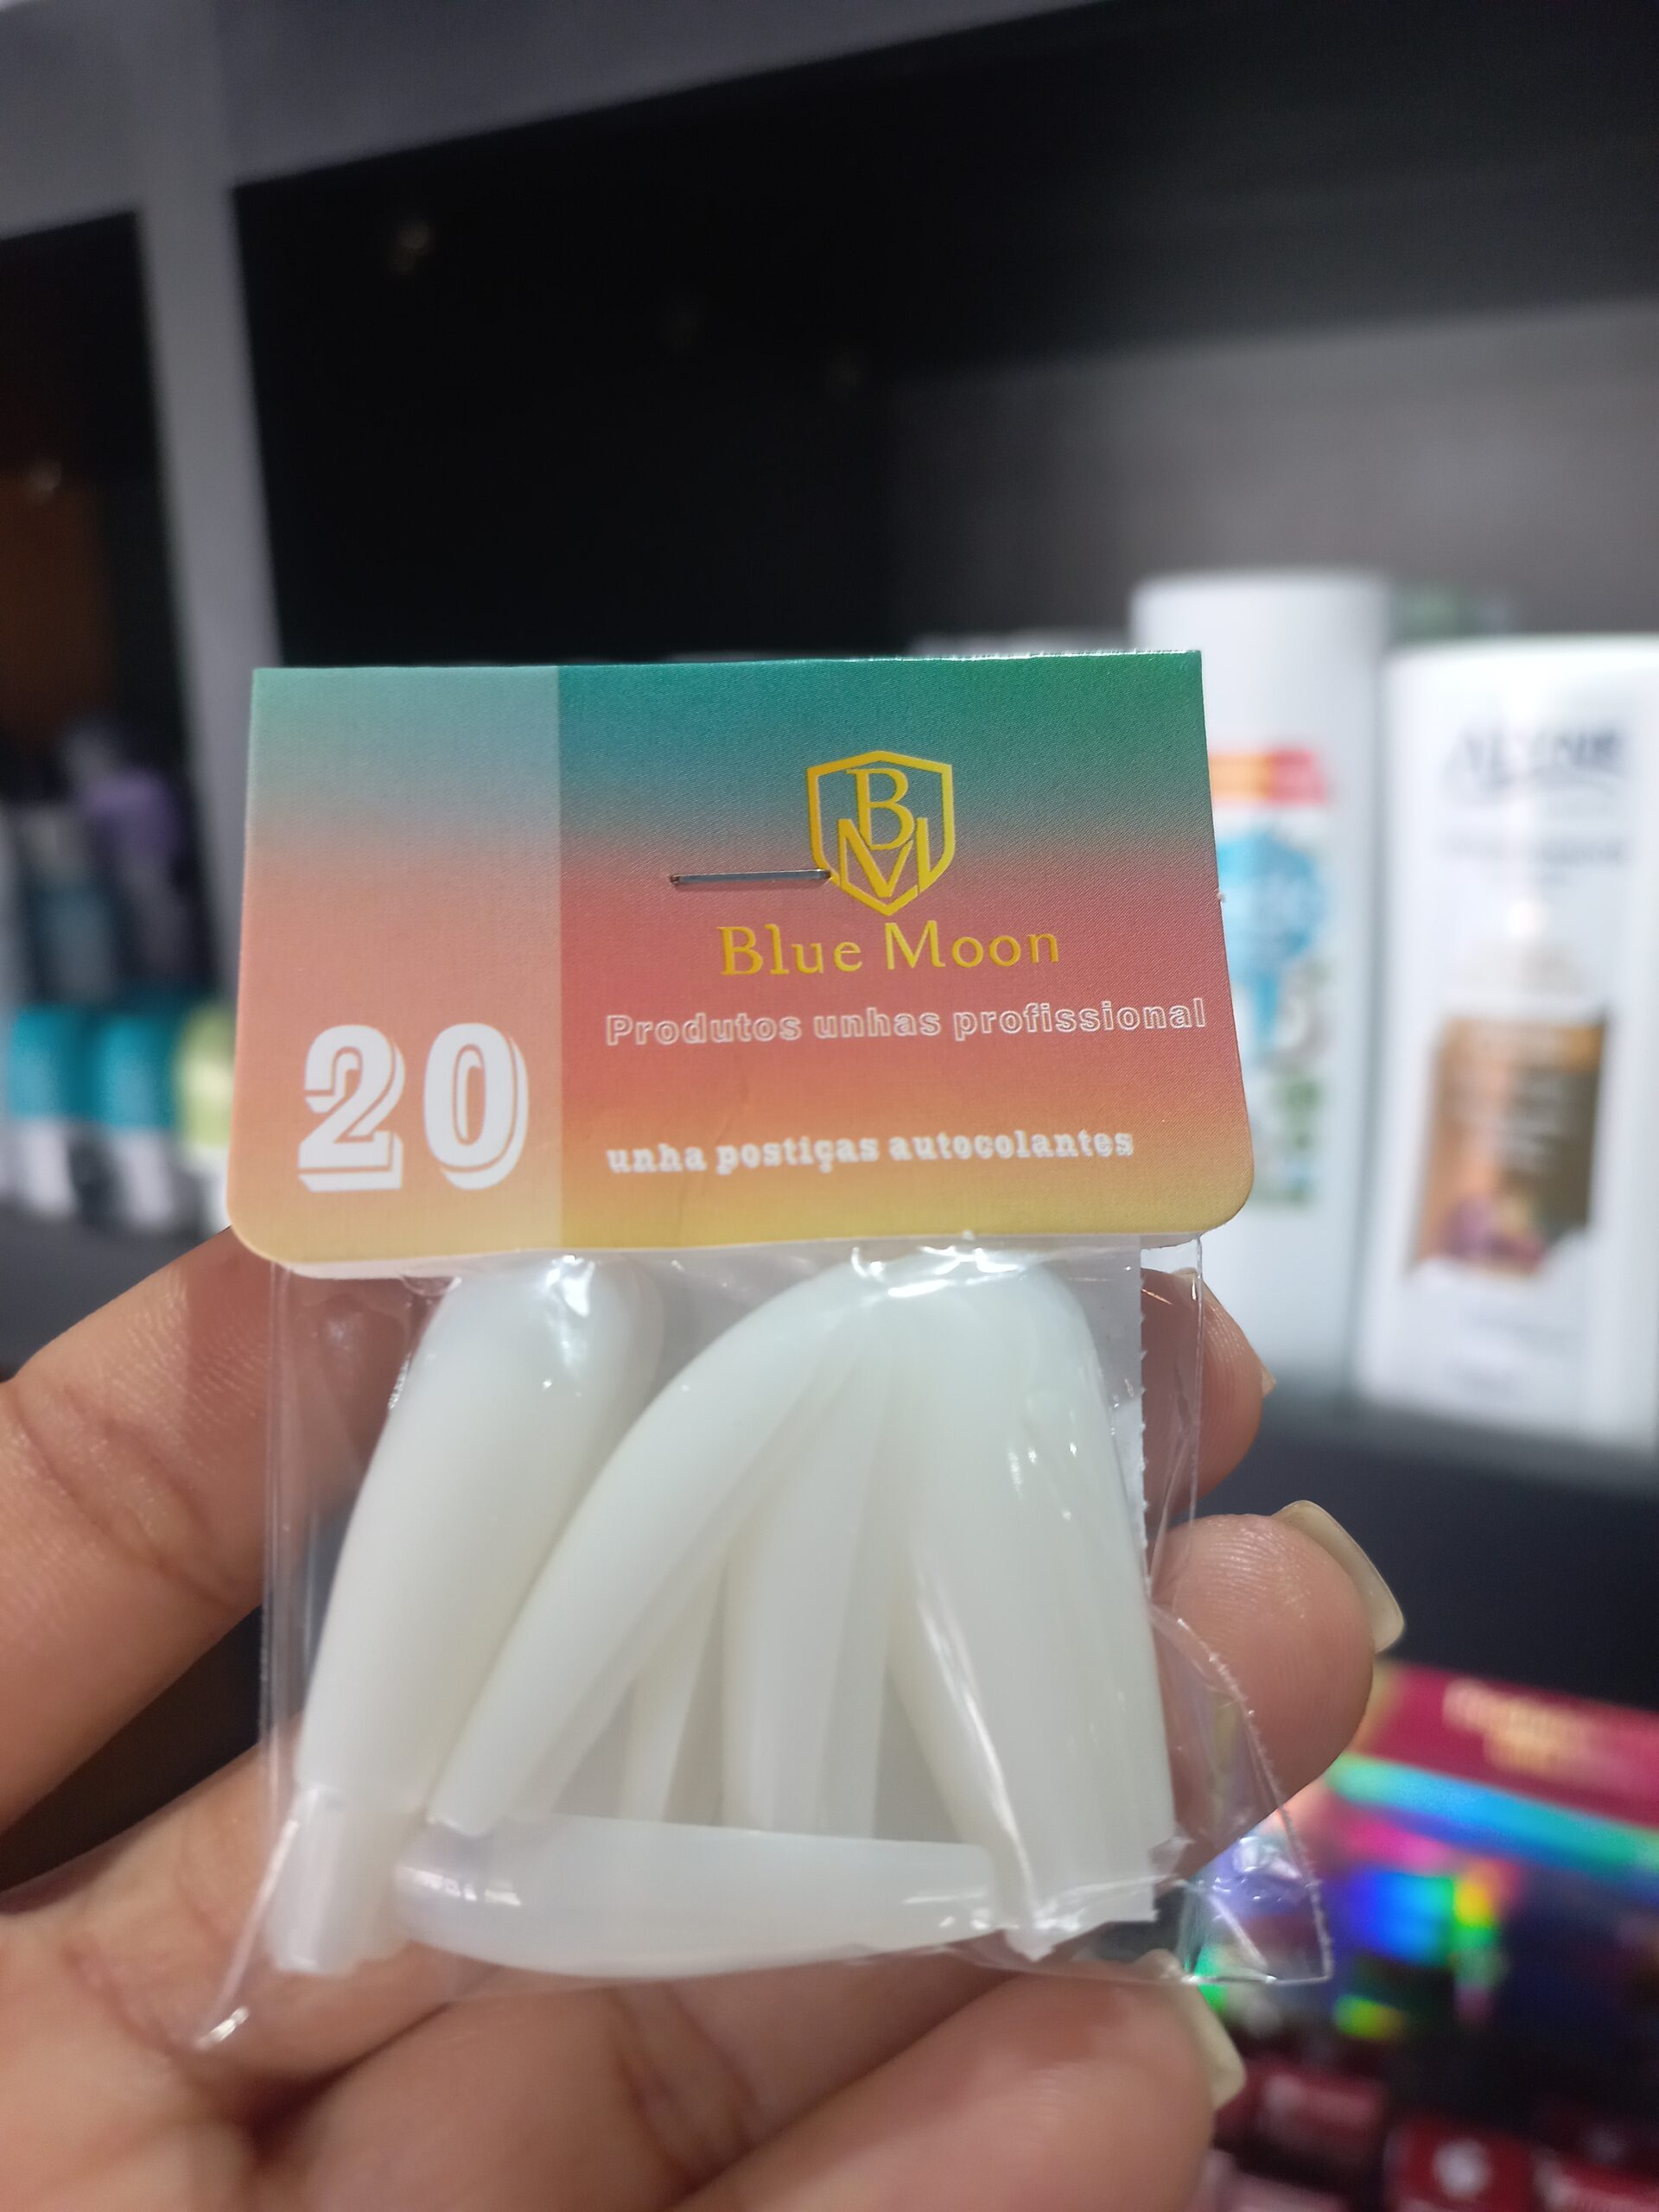 BM
Blue Moon
Produtos unhas profissional
20
unha postiças autocolantes